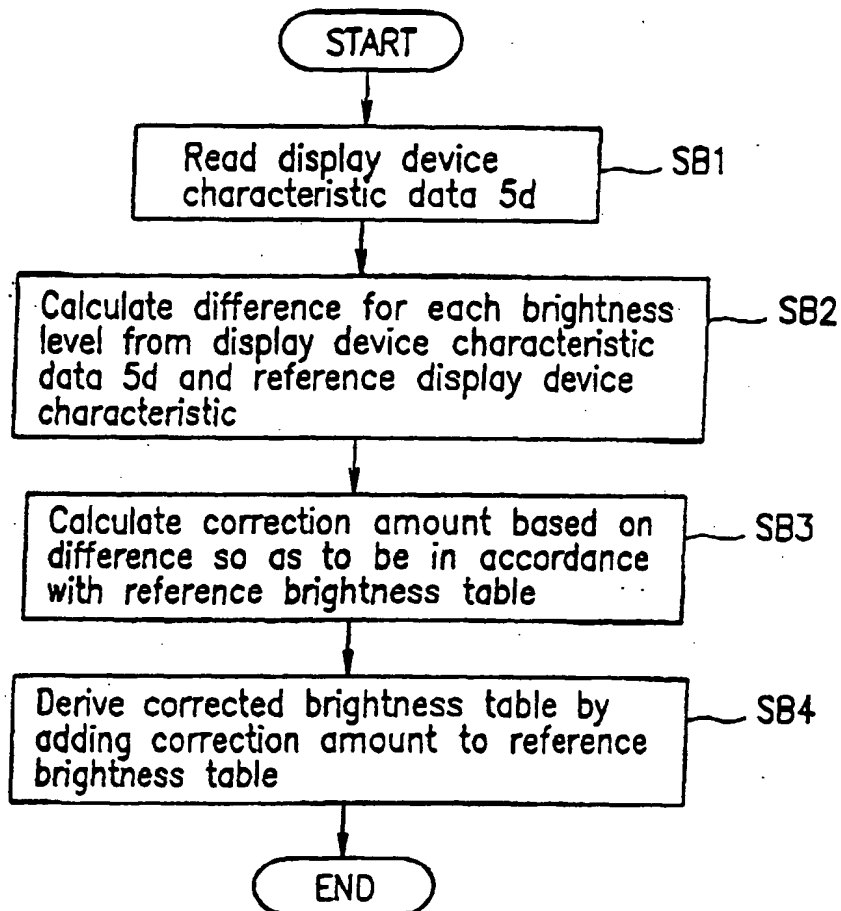 START
Read display device
characteristic data 5d
SB1
Calculate difference for each brightness
level from display device characteristic
data 5d and reference display device
characteristic
SB2
Calculate correction amount based on
difference so as to be in accordance
with reference brightness table
SB3
Derive corrected brightness table by
adding correction amount to reference
brightness table
SB4
END